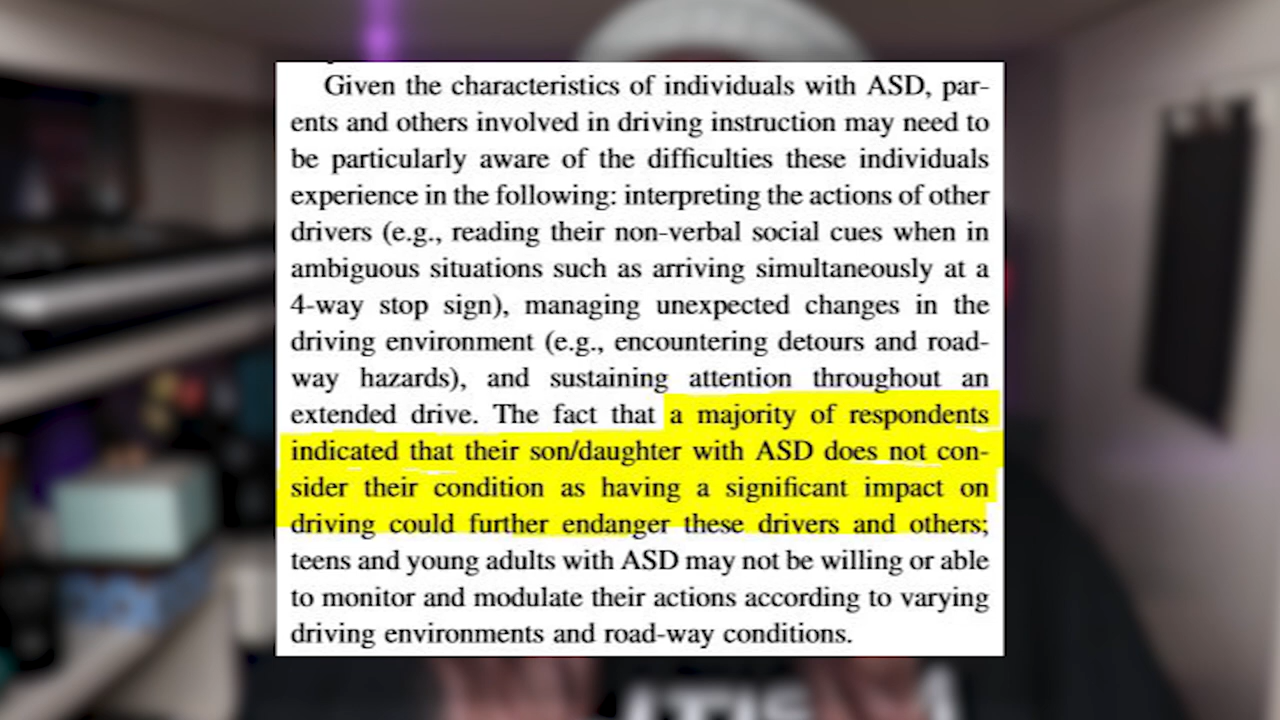 Given the characteristics of individuals with ASD, par-
ents and others involved in driving instruction may need to
be particularly aware of the difficulties these individuals
experience in the following: interpreting the actions of other
drivers (e.g., reading their non-verbal social cues when in
ambiguous situations such as arriving simultaneously at a
4-way stop sign), managing unexpected changes in the
driving environment (e.g., encountering detours and road-
way hazards), and sustaining attention throughout an
extended drive. The fact that a majority of respondents
indicated that their son/daughter with ASD does not con-
sider their condition as having a significant impact on
driving could further endanger these drivers and others;
teens and young adults with ASD may not be willing or able
to monitor and modulate their actions according to varying
driving environments and road-way conditions.